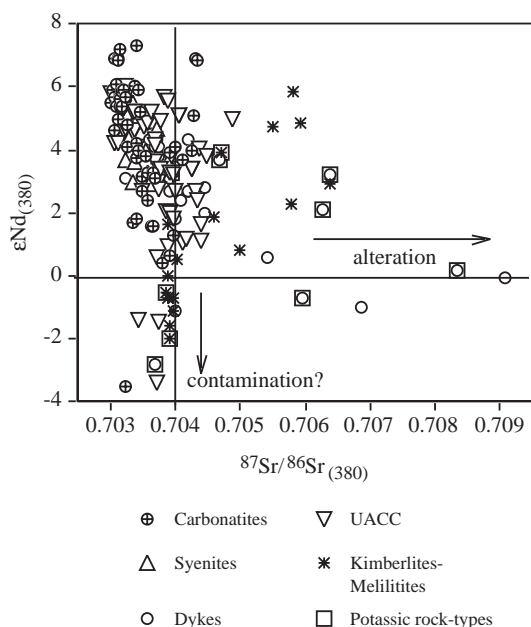 8
6
4
2
0
-2
-4
εNd(380)
alteration
contamination?
0.703 0.704 0.705 0.706 0.707 0.708 0.709
87Sr/86Sr (380)
Carbonatites
UACC
Syenites
Kimberlites-
Melilitites
Dykes
Potassic rock-types